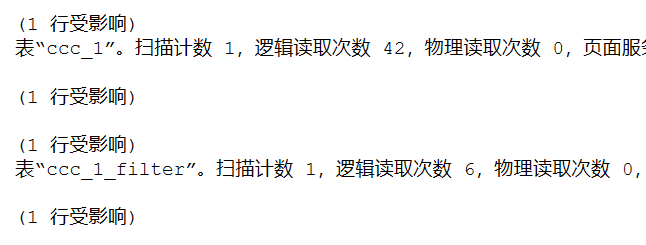 (1 行受影响)
表“ccc_1”。扫描计数 1, 逻辑读取次数 42, 物理读取次数 0, 页面服
(1 行受影响)
(1 行受影响)
表“ccc_1_filter”。扫描计数 1, 逻辑读取次数 6, 物理读取次数 0,
(1 行受影响)